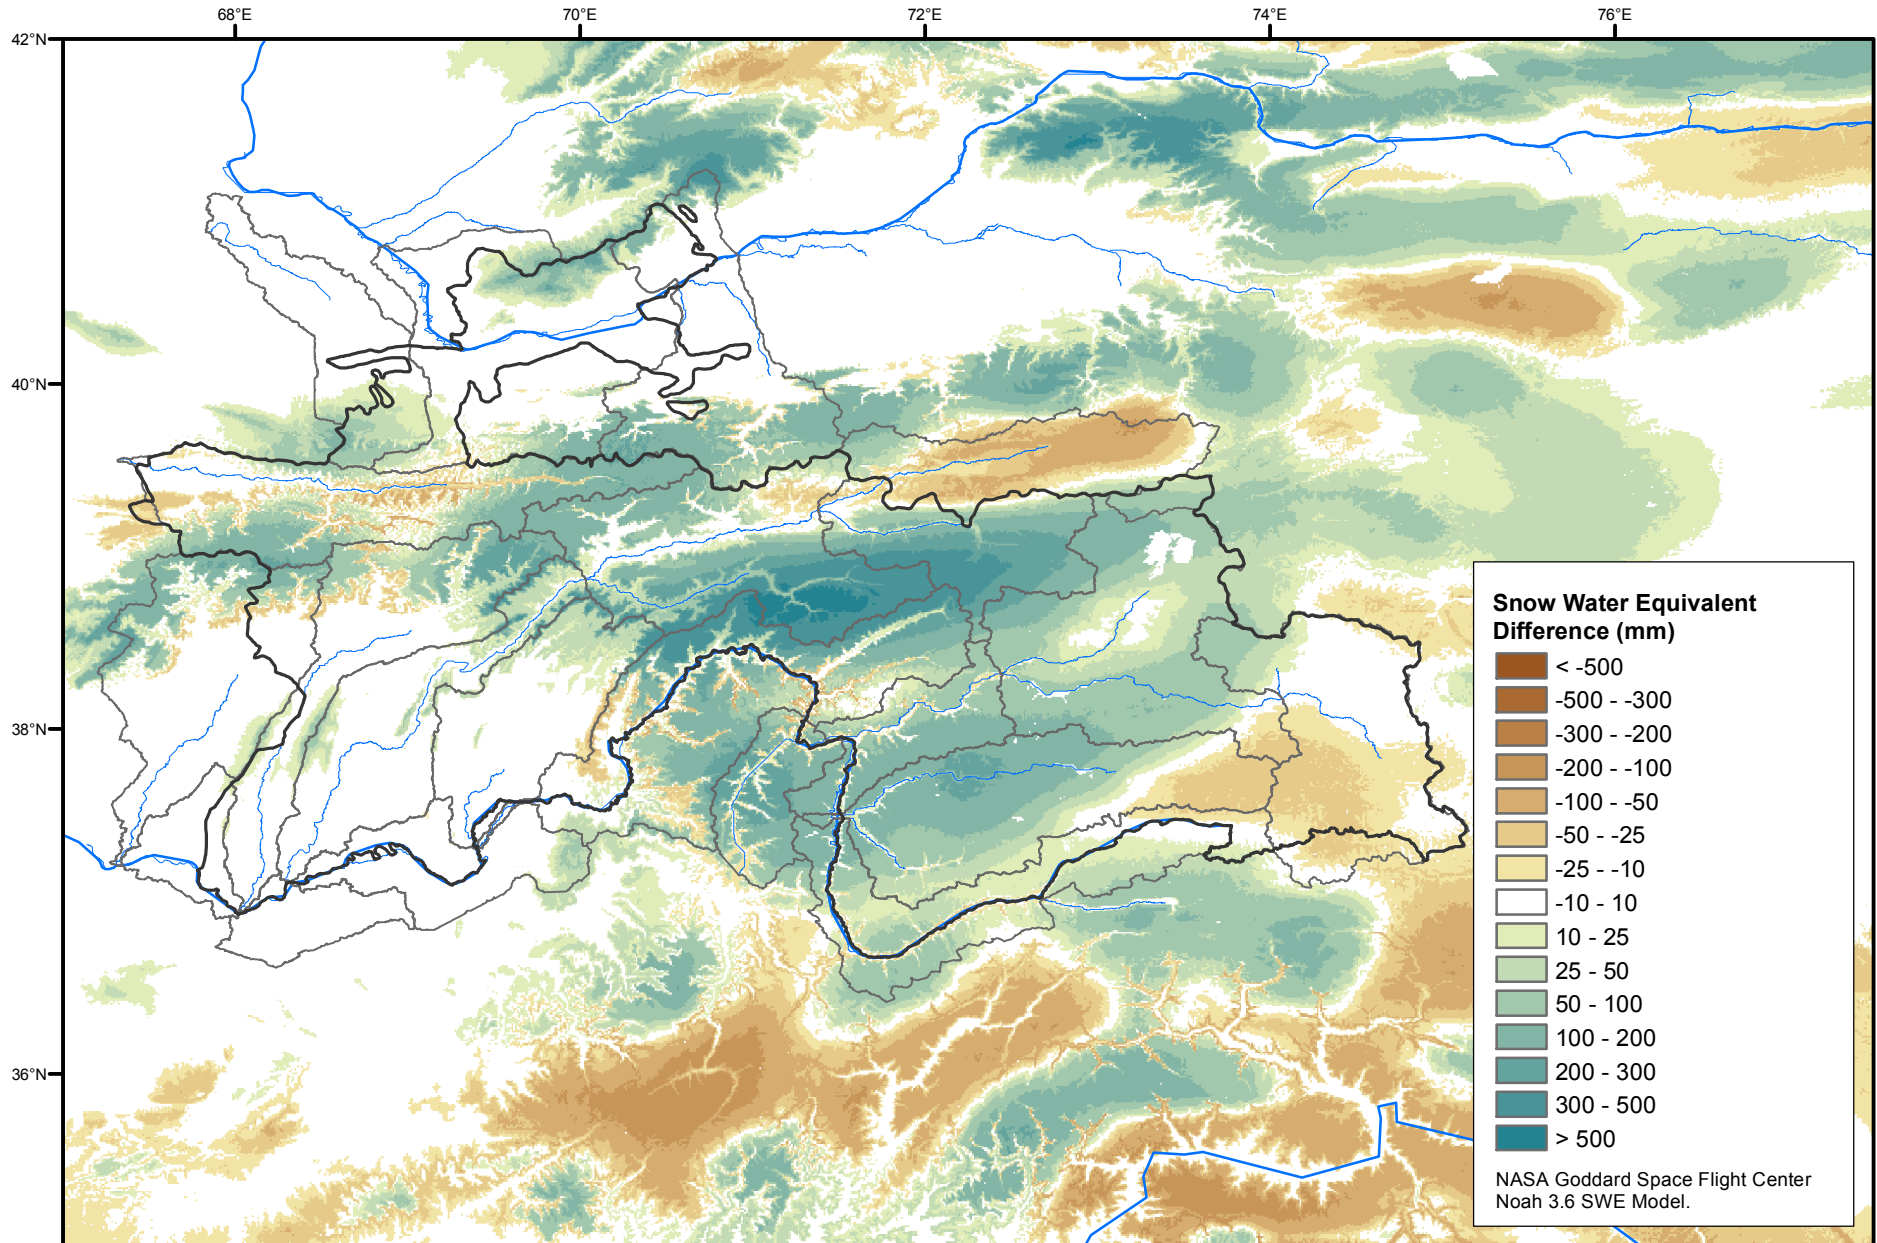 68°E 70°E 72°E 74°E 76°E
42°N
40°N
38°N
36°N
Snow Water Equivalent
Difference (mm)
< -500
-500 - -300
-300 - -200
-200 - -100
-100 - -50
-50 - -25
-25 - -10
-10 - 10
10 - 25
25 - 50
50 - 100
100 - 200
200 - 300
300 - 500
> 500
NASA Goddard Space Flight Center
Noah 3.6 SWE Model.